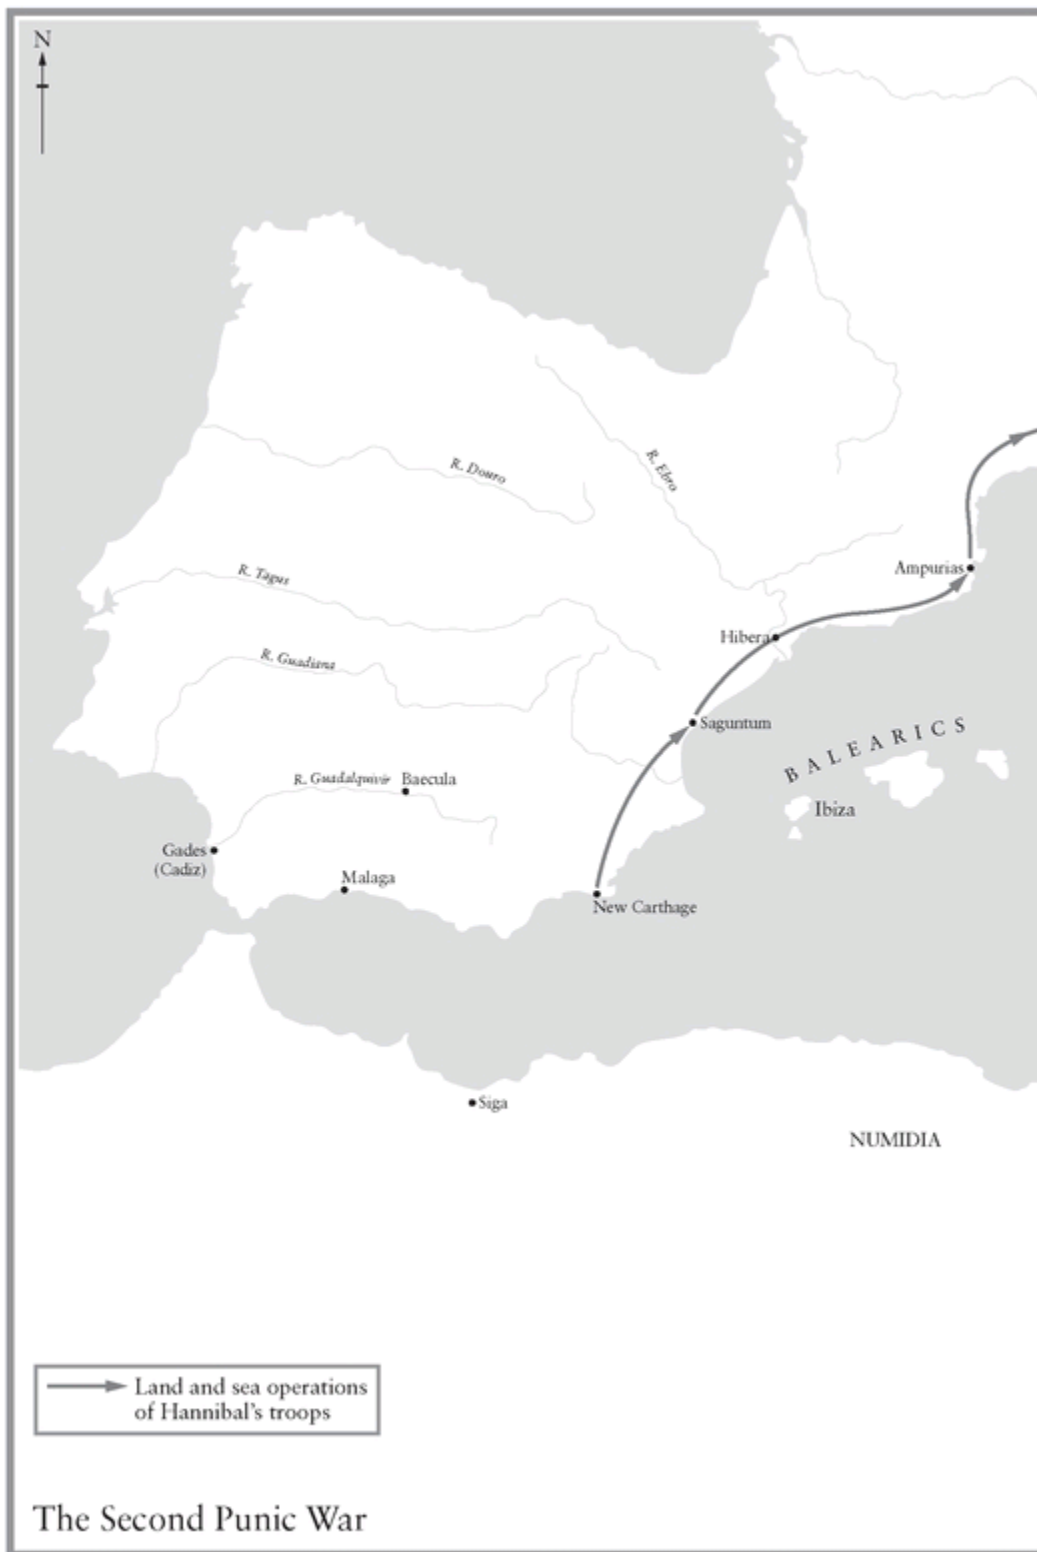 N
R. Douro
R. Ebro
R. Tagus
Ampurias
Hibera
R. Guadiana
Saguntum
BALEARICS
R. Guadalquivir
Baecula
Ibiza
Gades
(Cadiz)
Malaga
New Carthage
Siga
NUMIDIA
Land and sea operations
of Hannibal's troops
The Second Punic War